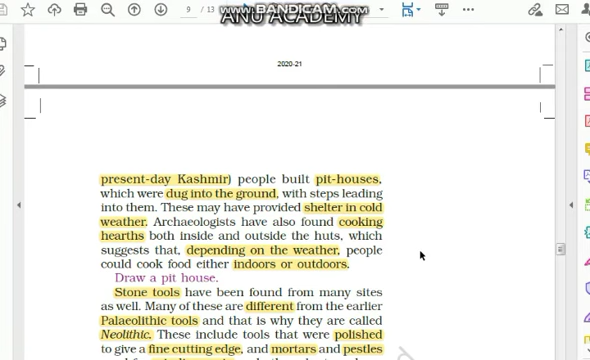 9 / 13
www.BANDICAM.com
ANU ACADEMY
2020-21
present-day Kashmir) people built pit-houses,
which were dug into the ground, with steps leading
into them. These may have provided shelter in cold
weather. Archaeologists have also found cooking
hearths both inside and outside the huts, which
suggests that, depending on the weather, people
could cook food either indoors or outdoors.
Draw a pit house.
Stone tools have been found from many sites
as well. Many of these are different from the earlier
Palaeolithic tools and that is why they are called
Neolithic. These include tools that were polished
to give a fine cutting edge, and mortars and pestles